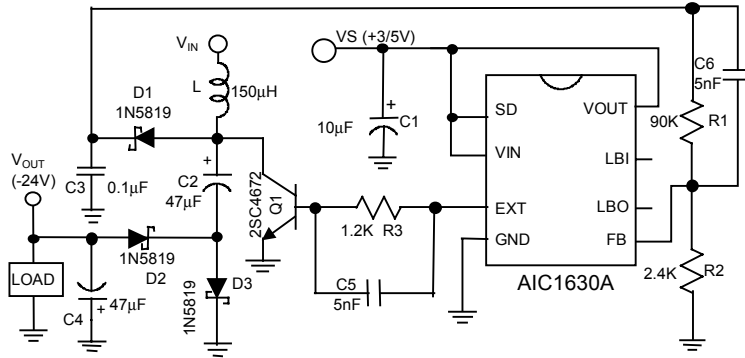 VS (+3/5V)
C6
5nF
V_IN
L
150μH
D1
1N5819
SD
VOUT
90K
R1
10μF
C1
VIN
LBI
V_OUT
(-24V)
C3
0.1μF
C2
47μF
2SC4672
Q1
EXT
LBO
1.2K
R3
GND
FB
1N5819
D2
D3
1N5819
LOAD
47μF
C4
C5
5nF
2.4K
R2
AIC1630A
+
+
+